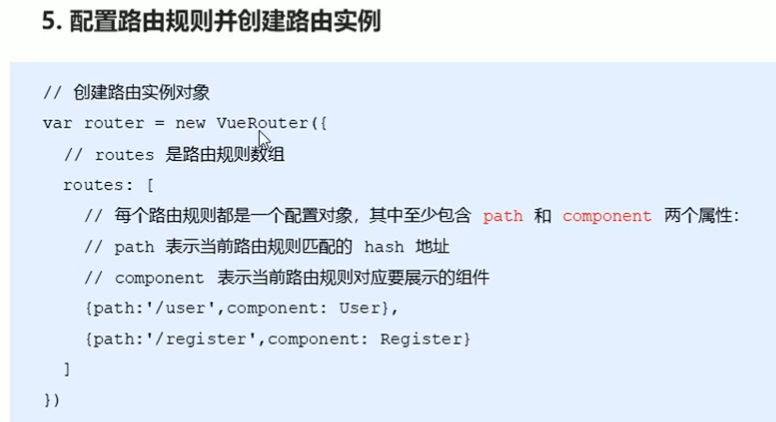 5. 配置路由规则并创建路由实例
// 创建路由实例对象
var router = new VueRouter({
// routes 是路由规则数组
routes: [
// 每个路由规则都是一个配置对象，其中至少包含 path 和 component 两个属性：
// path 表示当前路由规则匹配的 hash 地址
// component 表示当前路由规则对应要展示的组件
{path:'/user',component: User},
{path:'/register',component: Register}
]
})